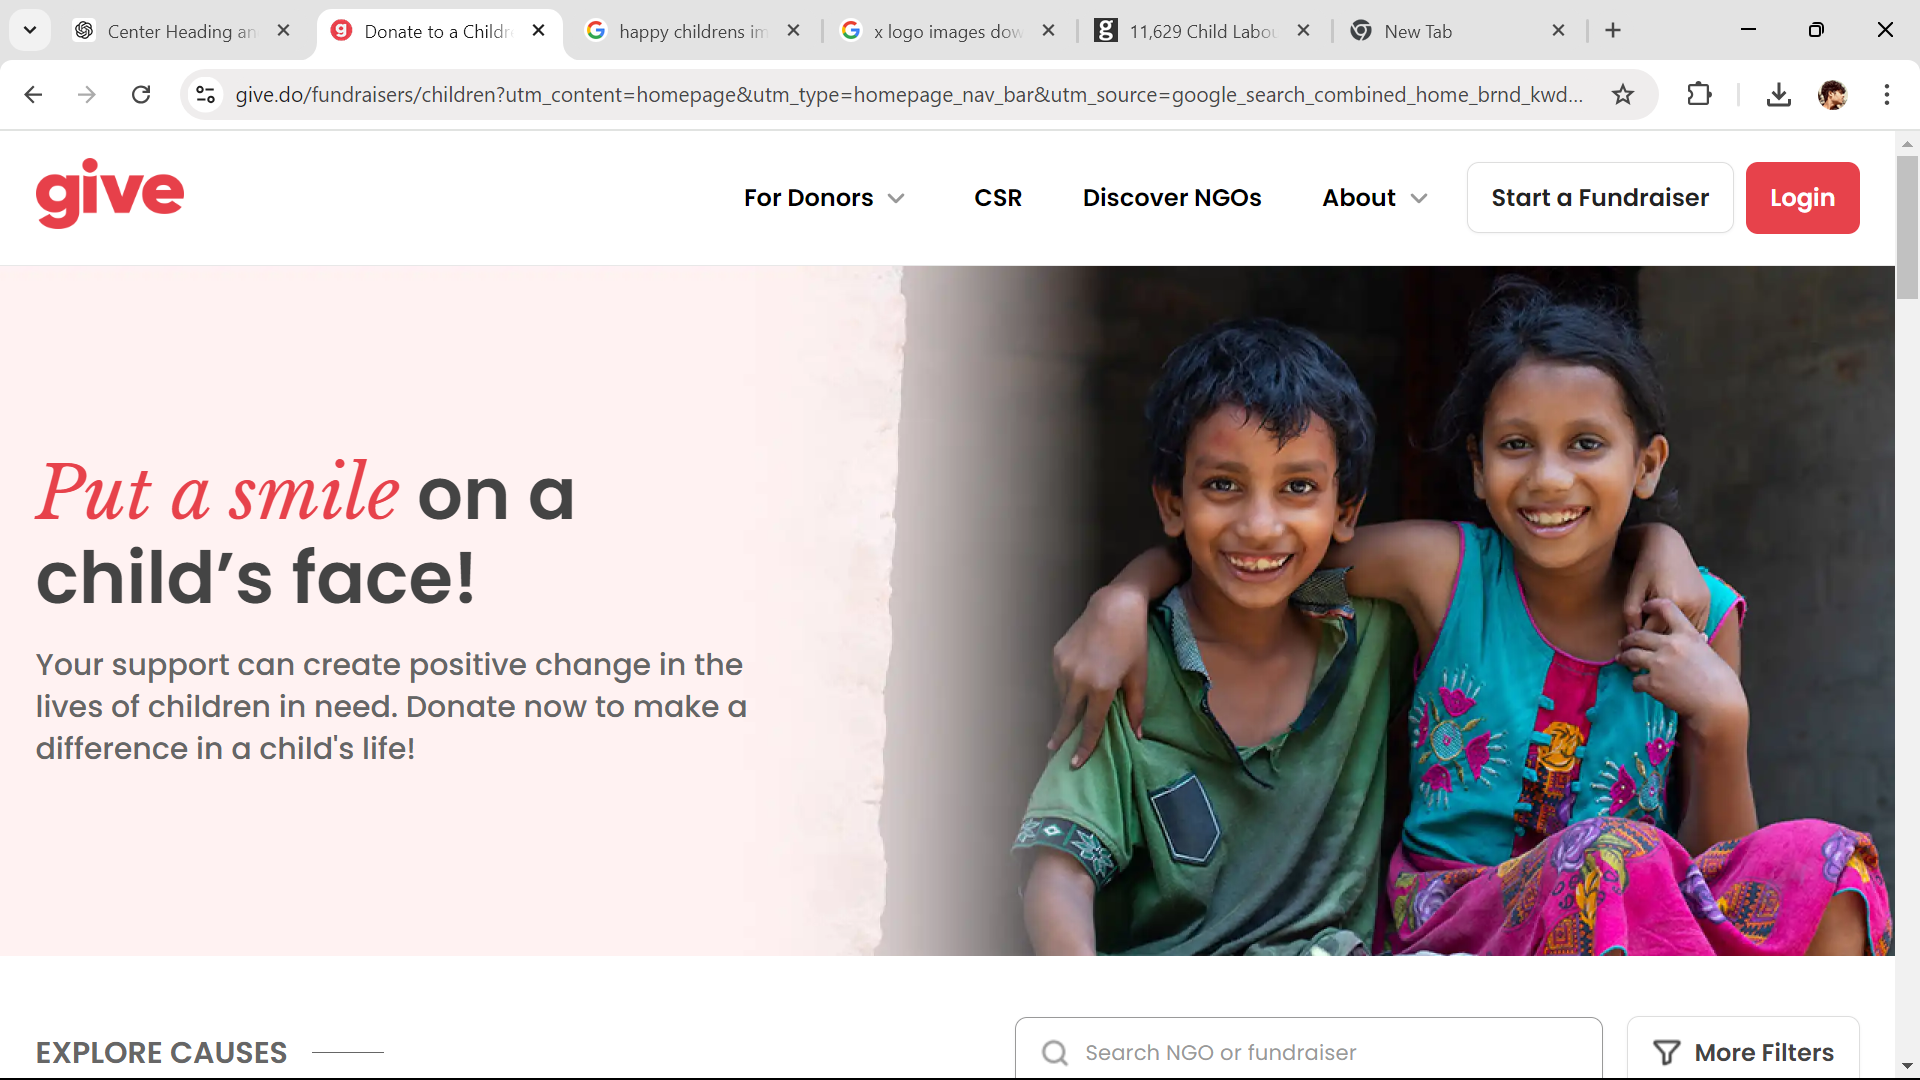 Center Heading an
Donate to a Childr
happy childrens im
x logo images dow
11,629 Child Labou
New Tab
give.do/fundraisers/children?utm_content=homepage&utm_type=homepage_nav_bar&utm_source=google_search_combined_home_brnd_kwd...
give
For Donors
CSR
Discover NGOs
About
Start a Fundraiser
Login
Put a smile on a
child’s face!
Your support can create positive change in the
lives of children in need. Donate now to make a
difference in a child's life!
EXPLORE CAUSES
Search NGO or fundraiser
More Filters